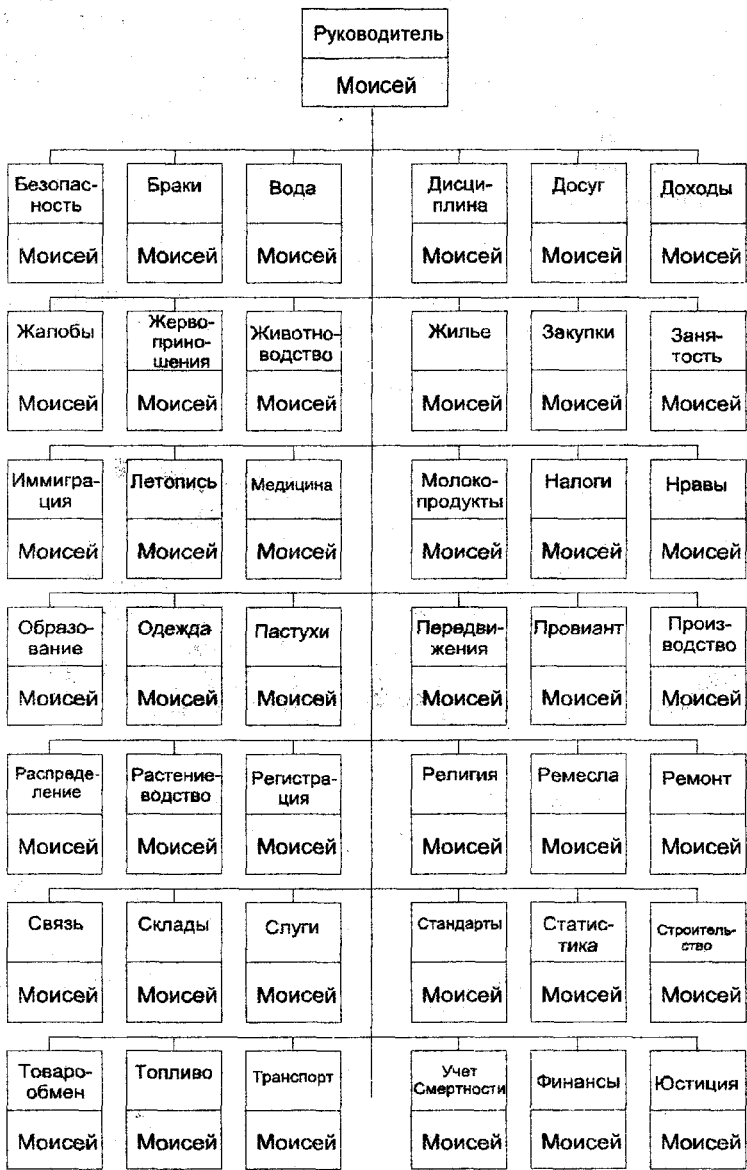 Руководитель
Моисей
Безопас-
ность
Моисей
Браки
Моисей
Вода
Моисей
Дисци-
плина
Моисей
Досуг
Моисей
Доходы
Моисей
Жалобы
Моисей
Жерво-
прино-
шения
Моисей
Животно-
водство
Моисей
Жилье
Моисей
Закупки
Моисей
Заня-
тость
Моисей
Иммигра-
ция
Моисей
Летопись
Моисей
Медицина
Моисей
Молоко-
продукты
Моисей
Налоги
Моисей
Нравы
Моисей
Образо-
вание
Моисей
Одежда
Моисей
Пастухи
Моисей
Передви-
жения
Моисей
Провиант
Моисей
Произ-
водство
Моисей
Распреде-
ление
Моисей
Растение-
водство
Моисей
Регистра-
ция
Моисей
Религия
Моисей
Ремесла
Моисей
Ремонт
Моисей
Связь
Моисей
Склады
Моисей
Слуги
Моисей
Стандарты
Моисей
Статис-
тика
Моисей
Строитель-
ство
Моисей
Товаро-
обмен
Моисей
Топливо
Моисей
Транспорт
Моисей
Учет
Смертности
Моисей
Финансы
Моисей
Юстиция
Моисей